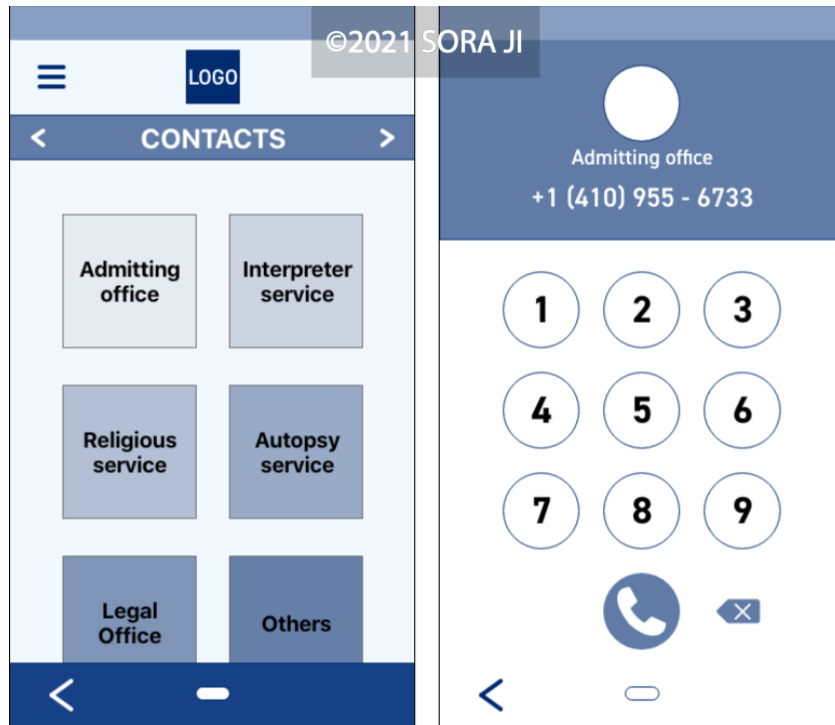 ©2021 SORA JI
LOGO
CONTACTS
Admitting
office
Interpreter
service
Religious
service
Autopsy
service
Legal
Office
Others
Admitting office
+1 (410) 955 - 6733
1 2 3
4 5 6
7 8 9